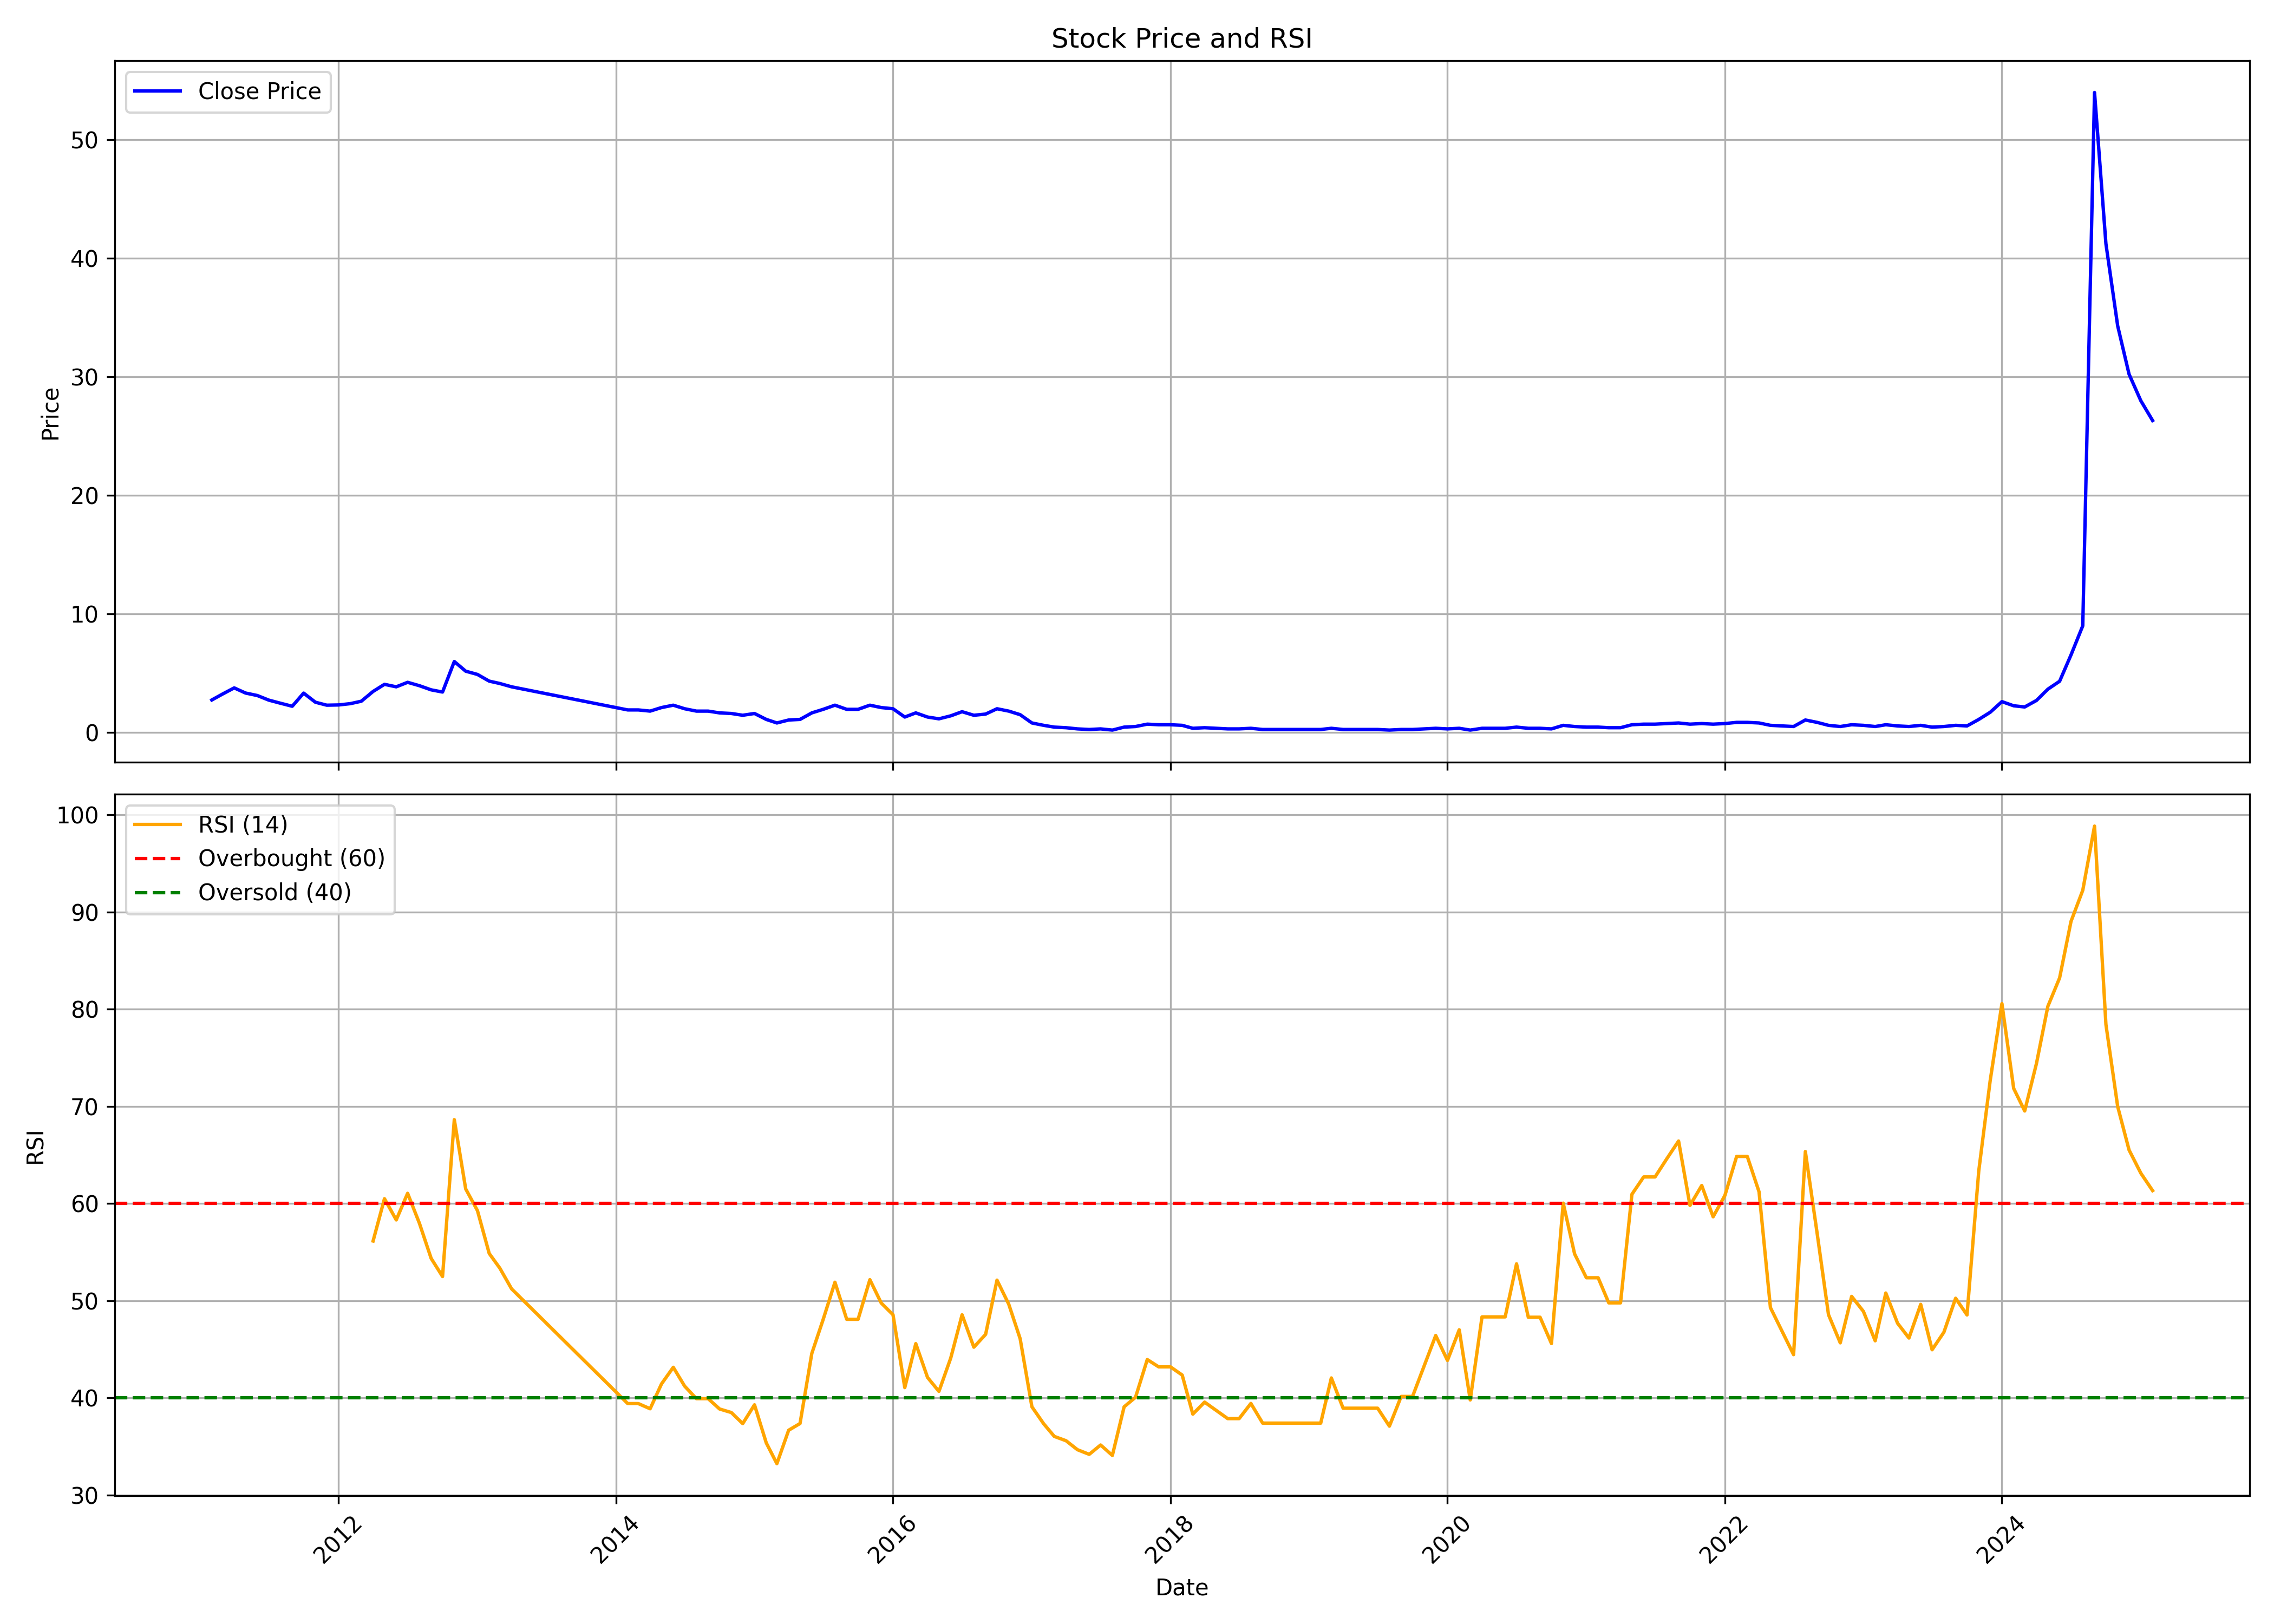 Stock Price and RSI
Close Price
50
40
30
20
10
0
Price
RSI (14)
Overbought (60)
Oversold (40)
100
90
80
70
60
50
40
30
RSI
2012
2014
2016
2018
2020
2022
2024
Date